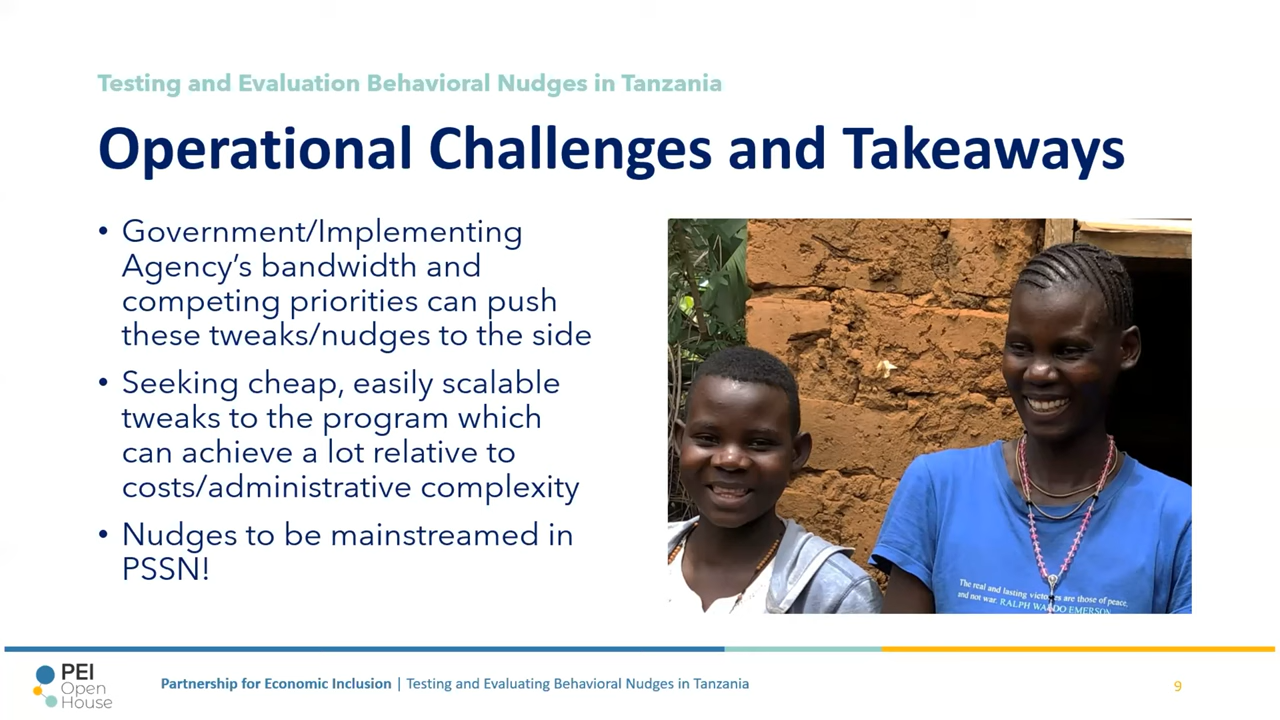 Testing and Evaluation Behavioral Nudges in Tanzania
Operational Challenges and Takeaways
• Government/Implementing
Agency’s bandwidth and
competing priorities can push
these tweaks/nudges to the side
• Seeking cheap, easily scalable
tweaks to the program which
can achieve a lot relative to
costs/administrative complexity
• Nudges to be mainstreamed in
PSSN!
The real and lasting victories are those of peace,
and not war. RALPH WALDO EMERSON
PEI
Open
House
Partnership for Economic Inclusion | Testing and Evaluating Behavioral Nudges in Tanzania
9